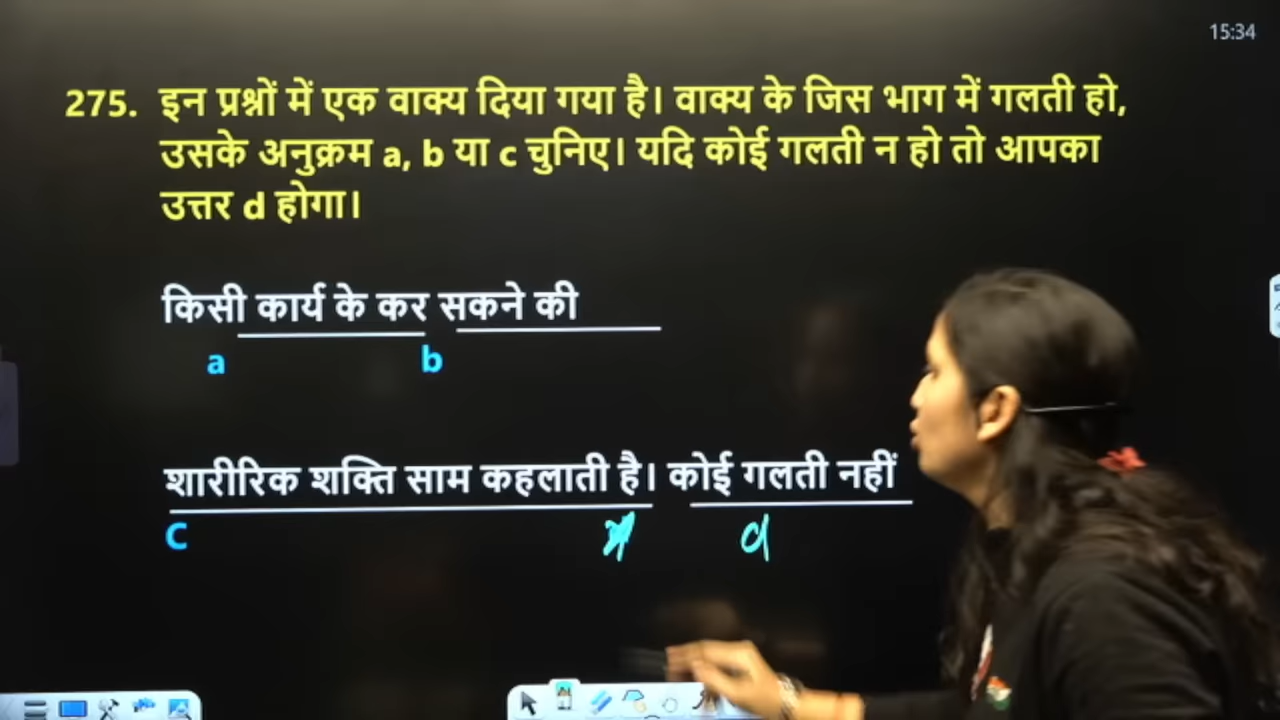 15:34
275. इन प्रश्नों में एक वाक्य दिया गया है। वाक्य के जिस भाग में गलती हो,
उसके अनुक्रम a, b या c चुनिए। यदि कोई गलती न हो तो आपका
उत्तर d होगा।
किसी कार्य के कर सकने की
a b
शारीरिक शक्ति साम कहलाती है। कोई गलती नहीं
C d